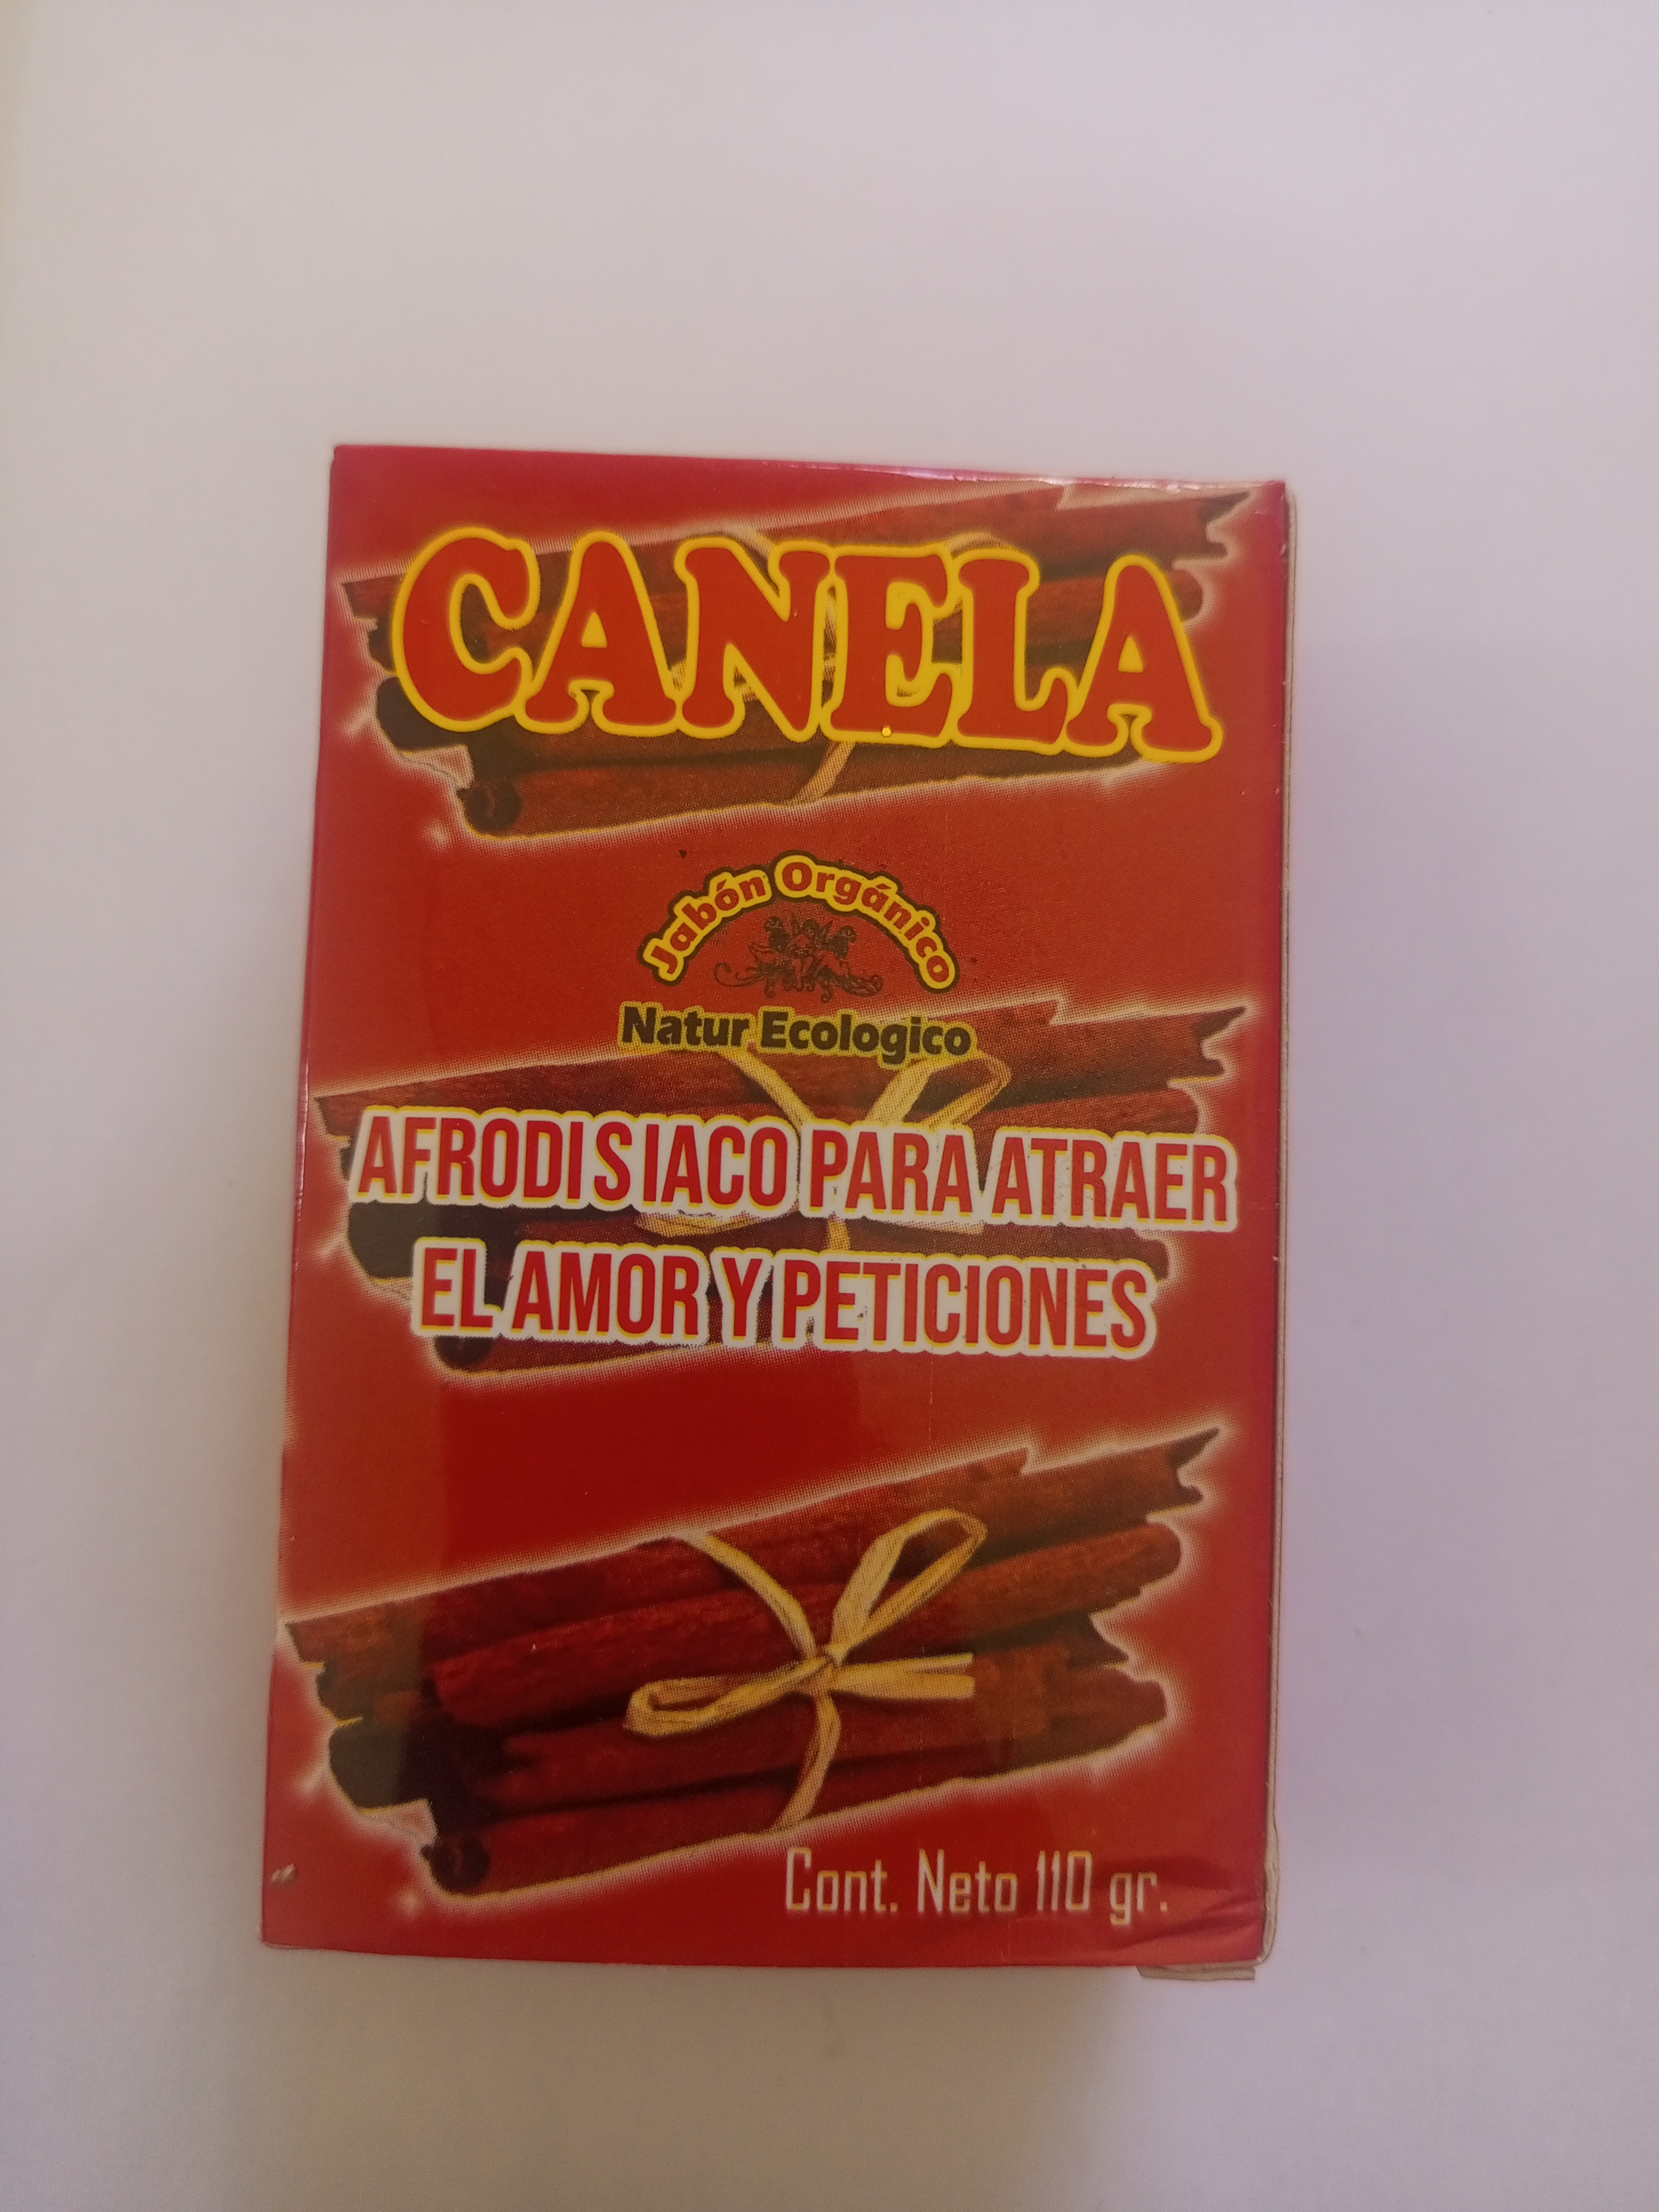 CANELA
Jabón Orgánico
Natur Ecologico
AFRODISIACO PARA ATRAER
EL AMOR Y PETICIONES
Cont. Neto 110 gr.